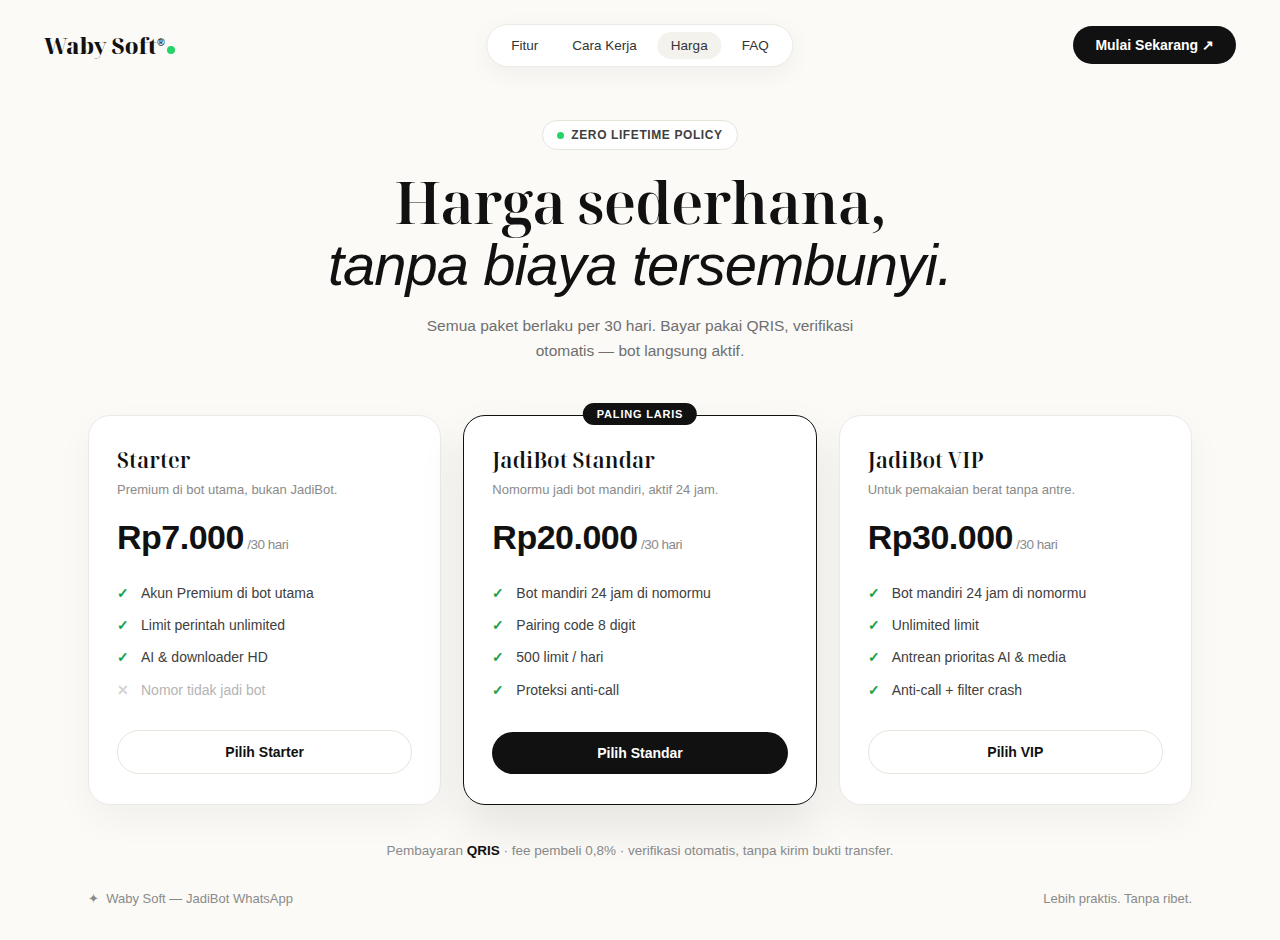 Waby Soft®
Fitur
Cara Kerja
Harga
FAQ
Mulai Sekarang ↗
ZERO LIFETIME POLICY
Harga sederhana,
tanpa biaya tersembunyi.
Semua paket berlaku per 30 hari. Bayar pakai QRIS, verifikasi
otomatis — bot langsung aktif.
Starter
Premium di bot utama, bukan JadiBot.
Rp7.000 /30 hari
✓ Akun Premium di bot utama
✓ Limit perintah unlimited
✓ AI & downloader HD
✕ Nomor tidak jadi bot
Pilih Starter
PALING LARIS
JadiBot Standar
Nomormu jadi bot mandiri, aktif 24 jam.
Rp20.000 /30 hari
✓ Bot mandiri 24 jam di nomormu
✓ Pairing code 8 digit
✓ 500 limit / hari
✓ Proteksi anti-call
Pilih Standar
JadiBot VIP
Untuk pemakaian berat tanpa antre.
Rp30.000 /30 hari
✓ Bot mandiri 24 jam di nomormu
✓ Unlimited limit
✓ Antrean prioritas AI & media
✓ Anti-call + filter crash
Pilih VIP
Pembayaran QRIS · fee pembeli 0,8% · verifikasi otomatis, tanpa kirim bukti transfer.
✦ Waby Soft — JadiBot WhatsApp
Lebih praktis. Tanpa ribet.